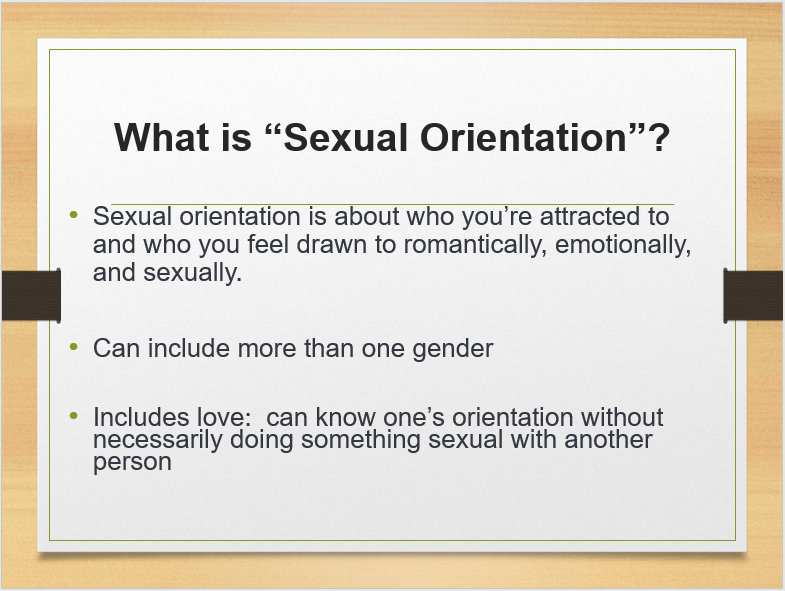 What is “Sexual Orientation”?
• Sexual orientation is about who you’re attracted to
and who you feel drawn to romantically, emotionally,
and sexually.
• Can include more than one gender
• Includes love:  can know one’s orientation without
necessarily doing something sexual with another
person